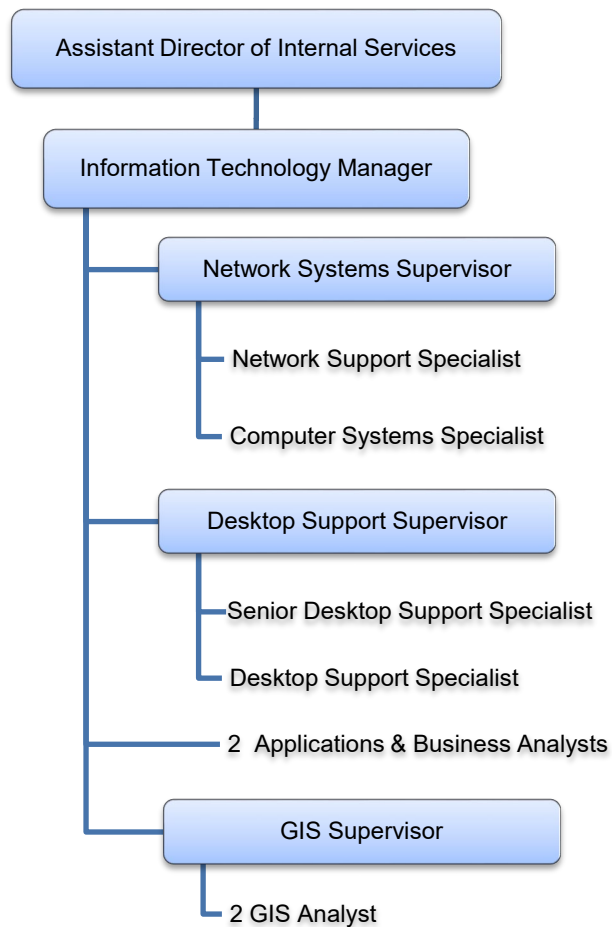 Assistant Director of Internal Services
Information Technology Manager
Network Systems Supervisor
Network Support Specialist
Computer Systems Specialist
Desktop Support Supervisor
Senior Desktop Support Specialist
Desktop Support Specialist
2 Applications & Business Analysts
GIS Supervisor
2 GIS Analyst